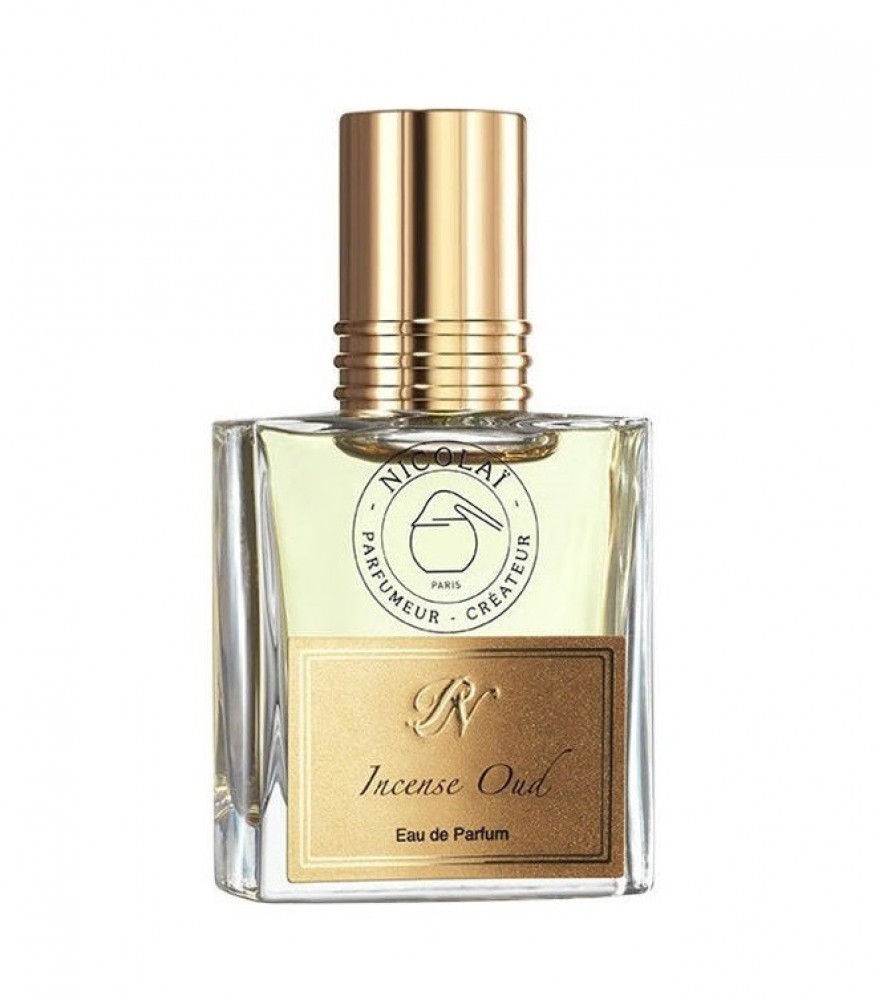 - NICOLAÏ -
PARFUMEUR - CRÉATEUR
PARIS
PN
Incense Oud
Eau de Parfum